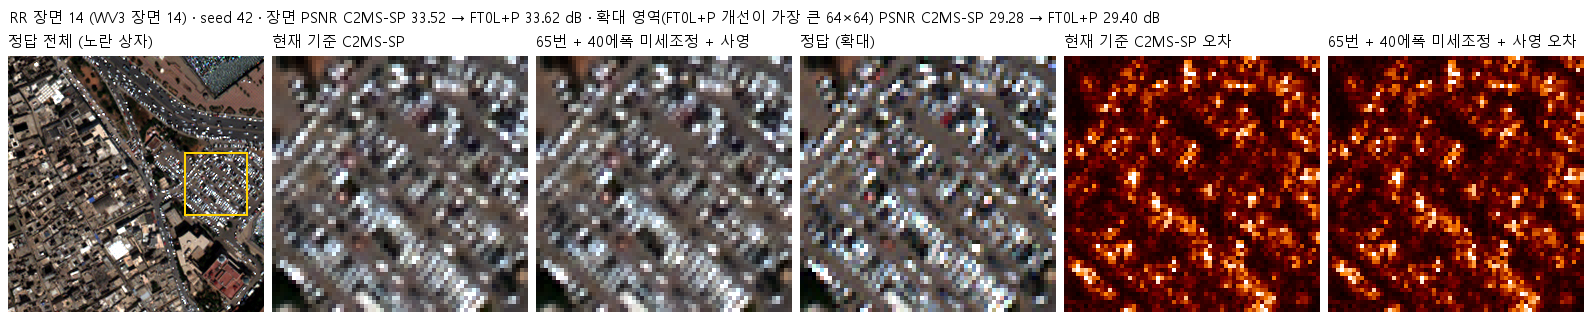 RR 장면 14 (WV3 장면 14) · seed 42 · 장면 PSNR C2MS-SP 33.52 → FT0L+P 33.62 dB · 확대 영역(FT0L+P 개선이 가장 큰 64×64) PSNR C2MS-SP 29.28 → FT0L+P 29.40 dB
정답 전체 (노란 상자)
현재 기준 C2MS-SP
65번 + 40에폭 미세조정 + 사영
정답 (확대)
현재 기준 C2MS-SP 오차
65번 + 40에폭 미세조정 + 사영 오차